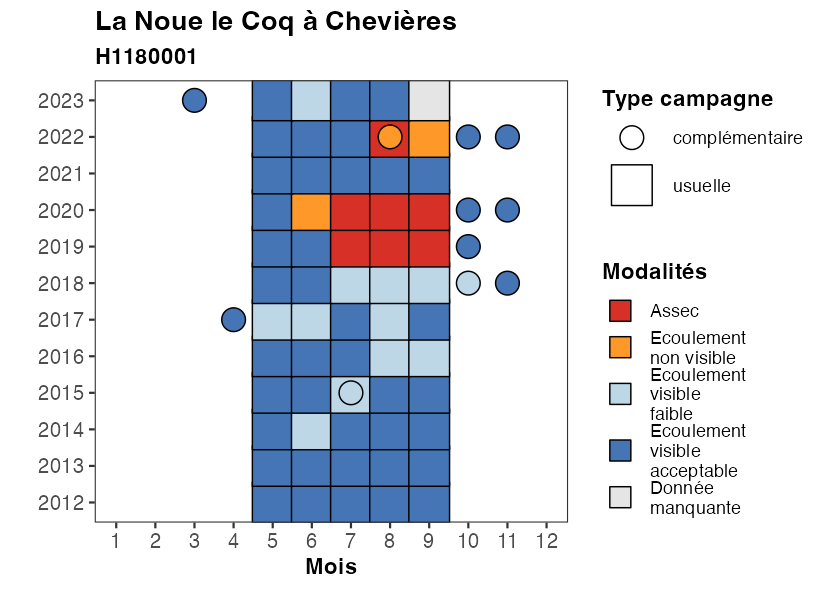 La Noue le Coq à Chevières
H1180001
2023
2022
2021
2020
2019
2018
2017
2016
2015
2014
2013
2012
1 2 3 4 5 6 7 8 9 10 11 12
Mois
Type campagne
complémentaire
usuelle
Modalités
Assec
Ecoulement
non visible
Ecoulement
visible
faible
Ecoulement
visible
acceptable
Donnée
manquante